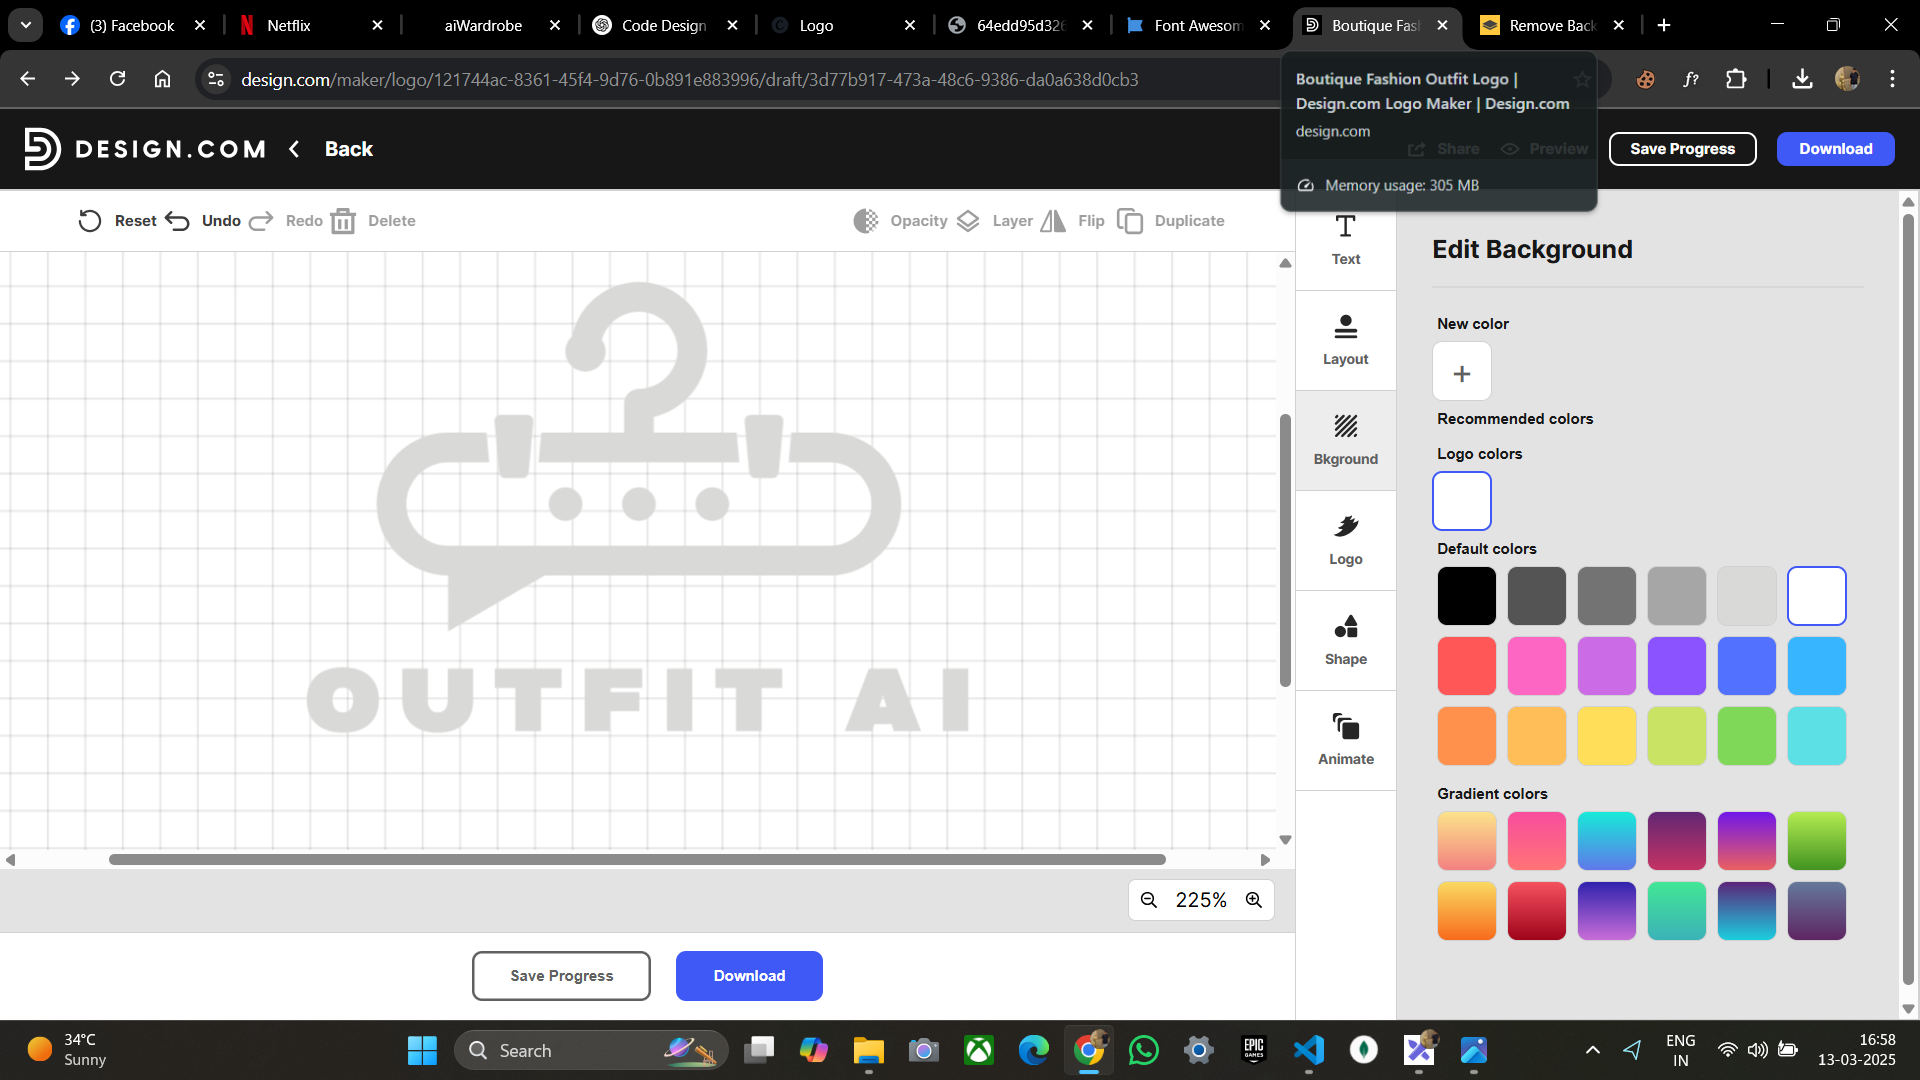 (3) Facebook
Netflix
aiWardrobe
Code Design
Logo
64edd95d326
Font Awesom
Boutique Fas
Remove Back
design.com/maker/logo/121744ac-8361-45f4-9d76-0b891e883996/draft/3d77b917-473a-48c6-9386-da0a638d0cb3
f?
Boutique Fashion Outfit Logo |
Design.com Logo Maker | Design.com
design.com
Memory usage: 305 MB
DESIGN.COM
Back
Share
Preview
Save Progress
Download
Reset
Undo
Redo
Delete
Opacity
Layer
Flip
Duplicate
OUTFIT AI
Text
Layout
Bkground
Logo
Shape
Animate
Edit Background
New color
Recommended colors
Logo colors
Default colors
Gradient colors
225%
Save Progress
Download
34°C
Sunny
Search
EPIC
GAMES
ENG
IN
16:58
13-03-2025